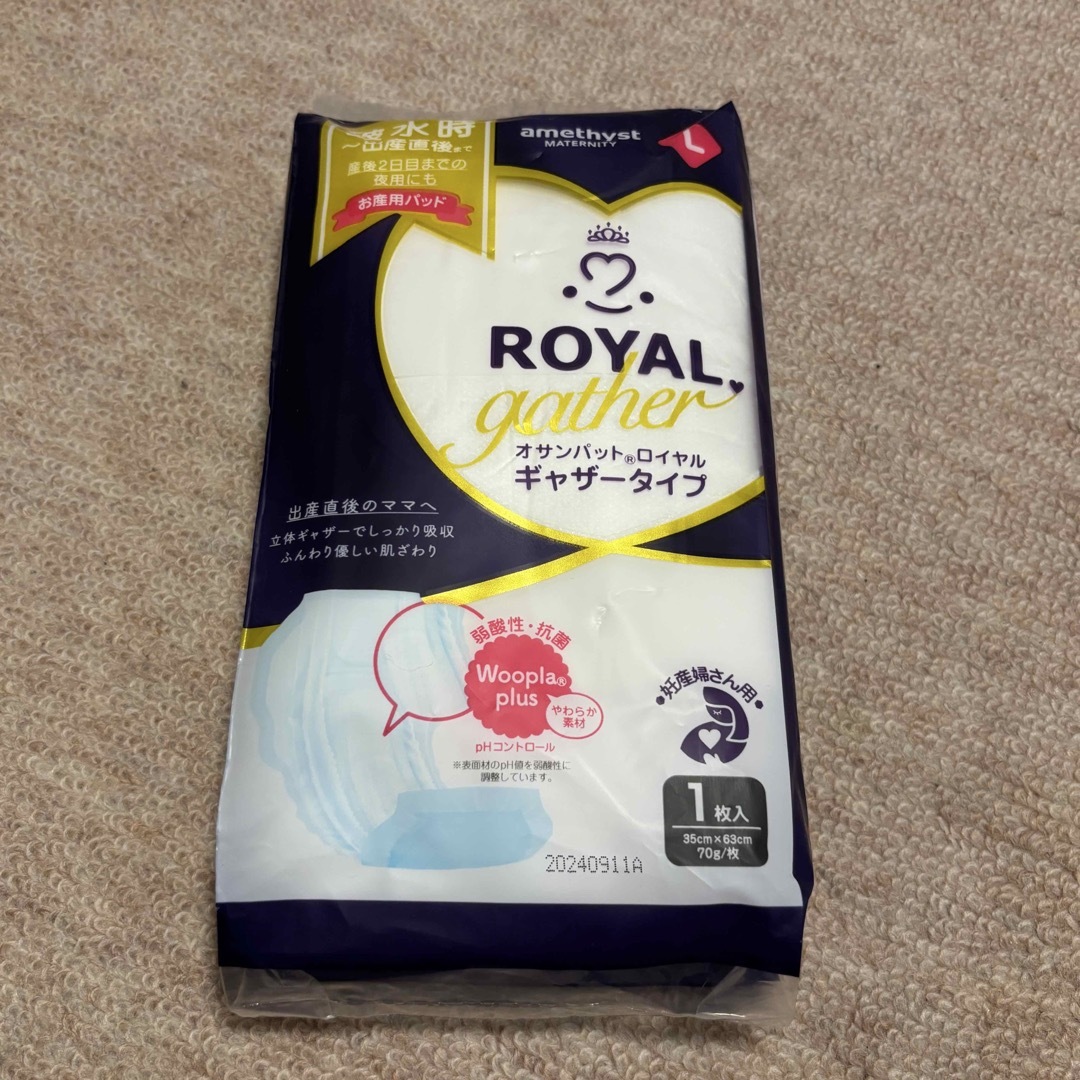 水時
～出産直後まで
産後2日目までの
夜用にも
お産用パッド
amethyst
MATERNITY
L
ROYAL
gather
オサンパット®ロイヤル
ギャザータイプ
出産直後のママへ
立体ギャザーでしっかり吸収
ふんわり優しい肌ざわり
弱酸性・抗菌
Woopla®
plus
やわらか
素材
pHコントロール
※表面材のpH値を弱酸性に
調整しています。
・妊産婦さん用・
1枚入
35cm×63cm
70g/枚
20240911A